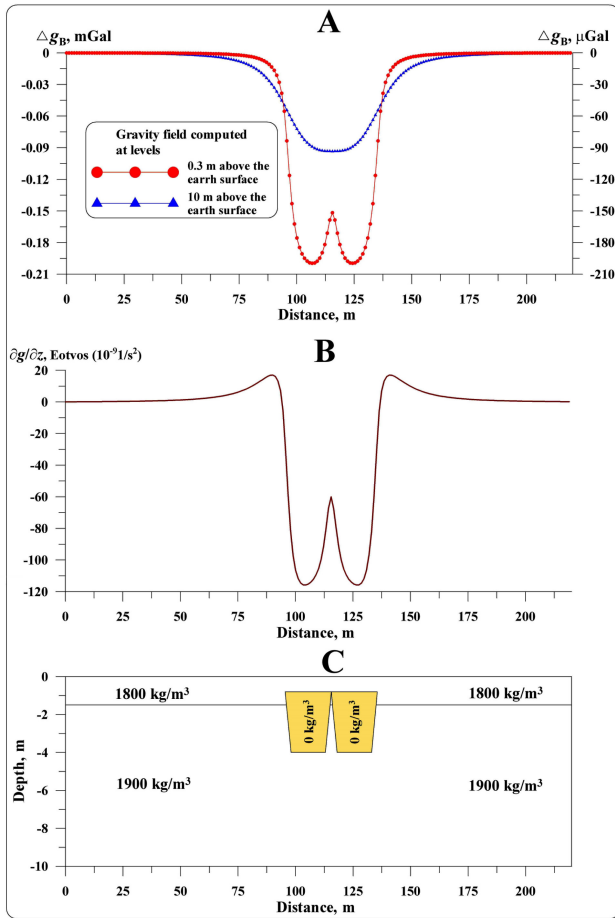 A
△gB, mGal
△gB, μGal
0
-0.03
-0.06
-0.09
-0.12
-0.15
-0.18
-0.21
0
-30
-60
-90
-120
-150
-180
-210
Gravity field computed
at levels
0.3 m above the
earrh surface
10 m above the
earth surface
0 25 50 75 100 125 150 175 200
Distance, m
B
∂g/∂z, Eotvos (10⁻⁹1/s²)
20
0
-20
-40
-60
-80
-100
-120
0 25 50 75 100 125 150 175 200
Distance, m
C
0
-2
-4
-6
-8
-10
Depth, m
1800 kg/m³
1800 kg/m³
0 kg/m³
0 kg/m³
1900 kg/m³
1900 kg/m³
0 25 50 75 100 125 150 175 200
Distance, m